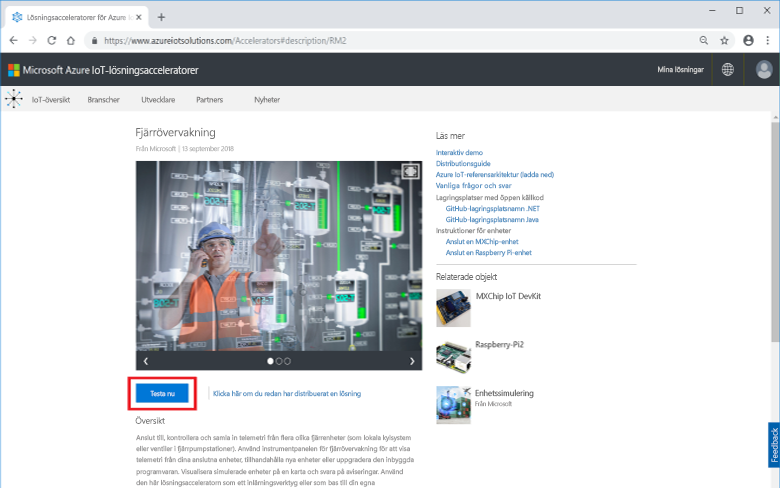 Lösningsacceleratorer för Azure I
https://www.azureiotsolutions.com/Accelerators#description/RM2
Microsoft Azure IoT-lösningsacceleratorer
Mina lösningar
IoT-översikt
Branscher
Utvecklare
Partners
Nyheter
Fjärrövervakning
Från Microsoft | 13 september 2018
Testa nu
Klicka här om du redan har distribuerat en lösning
Översikt
Anslut till, kontrollera och samla in telemetri från flera olika fjärrenheter (som lokala kylsystem
eller ventiler i fjärrpumpstationer). Använd instrumentpanelen för fjärrövervakning för att visa
telemetri från dina anslutna enheter, tillhandahålla nya enheter eller uppgradera den inbyggda
programvaran. Visualisera simulerade enheter på en karta och svara på aviseringar. Använd
den här lösningsacceleratorn som ett inlämningsverktyg eller som bas till din egna
Läs mer
Interaktiv demo
Distributionsguide
Azure IoT-referensarkitektur (ladda ned)
Vanliga frågor och svar
Lagringsplatser med öppen källkod
GitHub-lagringsplatsnamn .NET
GitHub-lagringsplatsnamn Java
Instruktioner för enheter
Anslut en MXChip-enhet
Anslut en Raspberry Pi-enhet
Relaterade objekt
MXChip IoT DevKit
Raspberry-Pi2
Enhetssimulering
Från Microsoft
Feedback